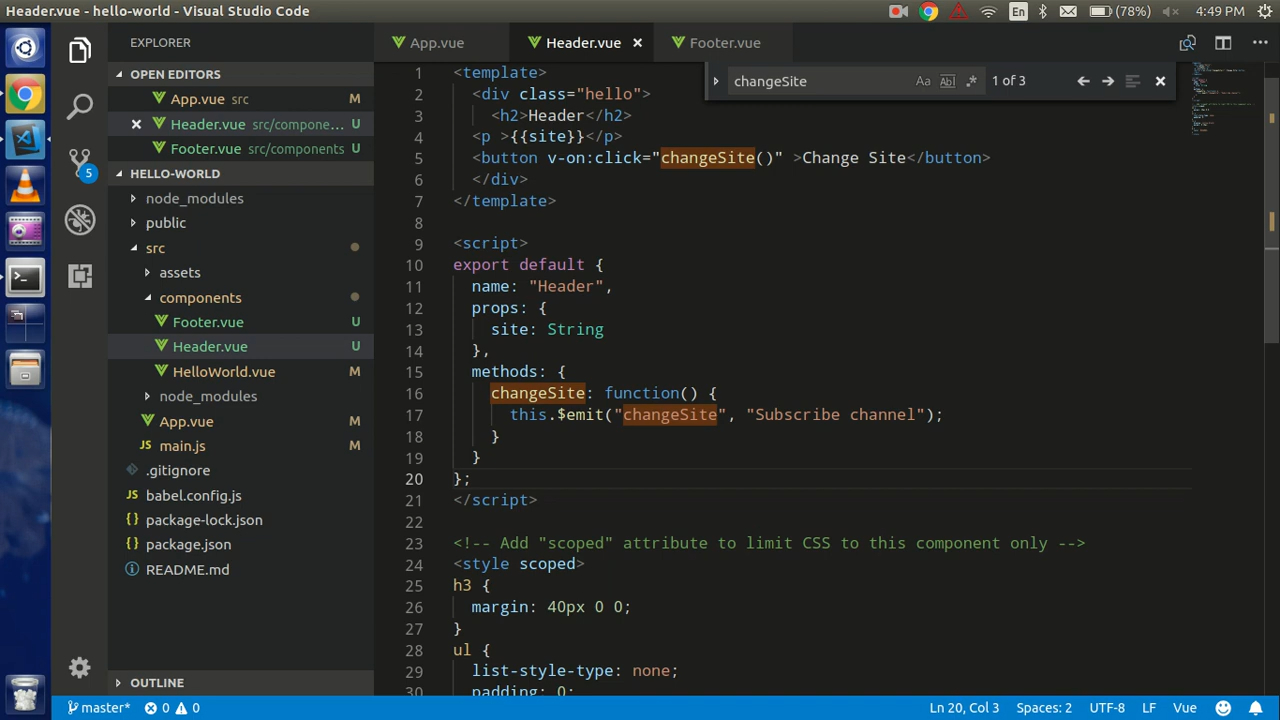 Header.vue - hello-world - Visual Studio Code
En
(78%)
4:49 PM
EXPLORER
OPEN EDITORS
App.vue src M
Header.vue src/compone... U
Footer.vue src/components U
HELLO-WORLD
node_modules
public
src
assets
components
Footer.vue U
Header.vue U
HelloWorld.vue M
node_modules
App.vue M
JS main.js M
.gitignore
JS babel.config.js
{} package-lock.json
{} package.json
README.md
OUTLINE
5
App.vue
Header.vue
Footer.vue
changeSite
Aa
Abl
.*
1 of 3
1 <template>
2 <div class="hello">
3 <h2>Header</h2>
4 <p >{{site}}</p>
5 <button v-on:click="changeSite()" >Change Site</button>
6 </div>
7 </template>
8
9 <script>
10 export default {
11 name: "Header",
12 props: {
13 site: String
14 },
15 methods: {
16 changeSite: function() {
17 this.$emit("changeSite", "Subscribe channel");
18 }
19 }
20 };
21 </script>
22
23 <!-- Add "scoped" attribute to limit CSS to this component only -->
24 <style scoped>
25 h3 {
26 margin: 40px 0 0;
27 }
28 ul {
29 list-style-type: none;
30 padding: 0;
master*
0
0
Ln 20, Col 3
Spaces: 2
UTF-8
LF
Vue